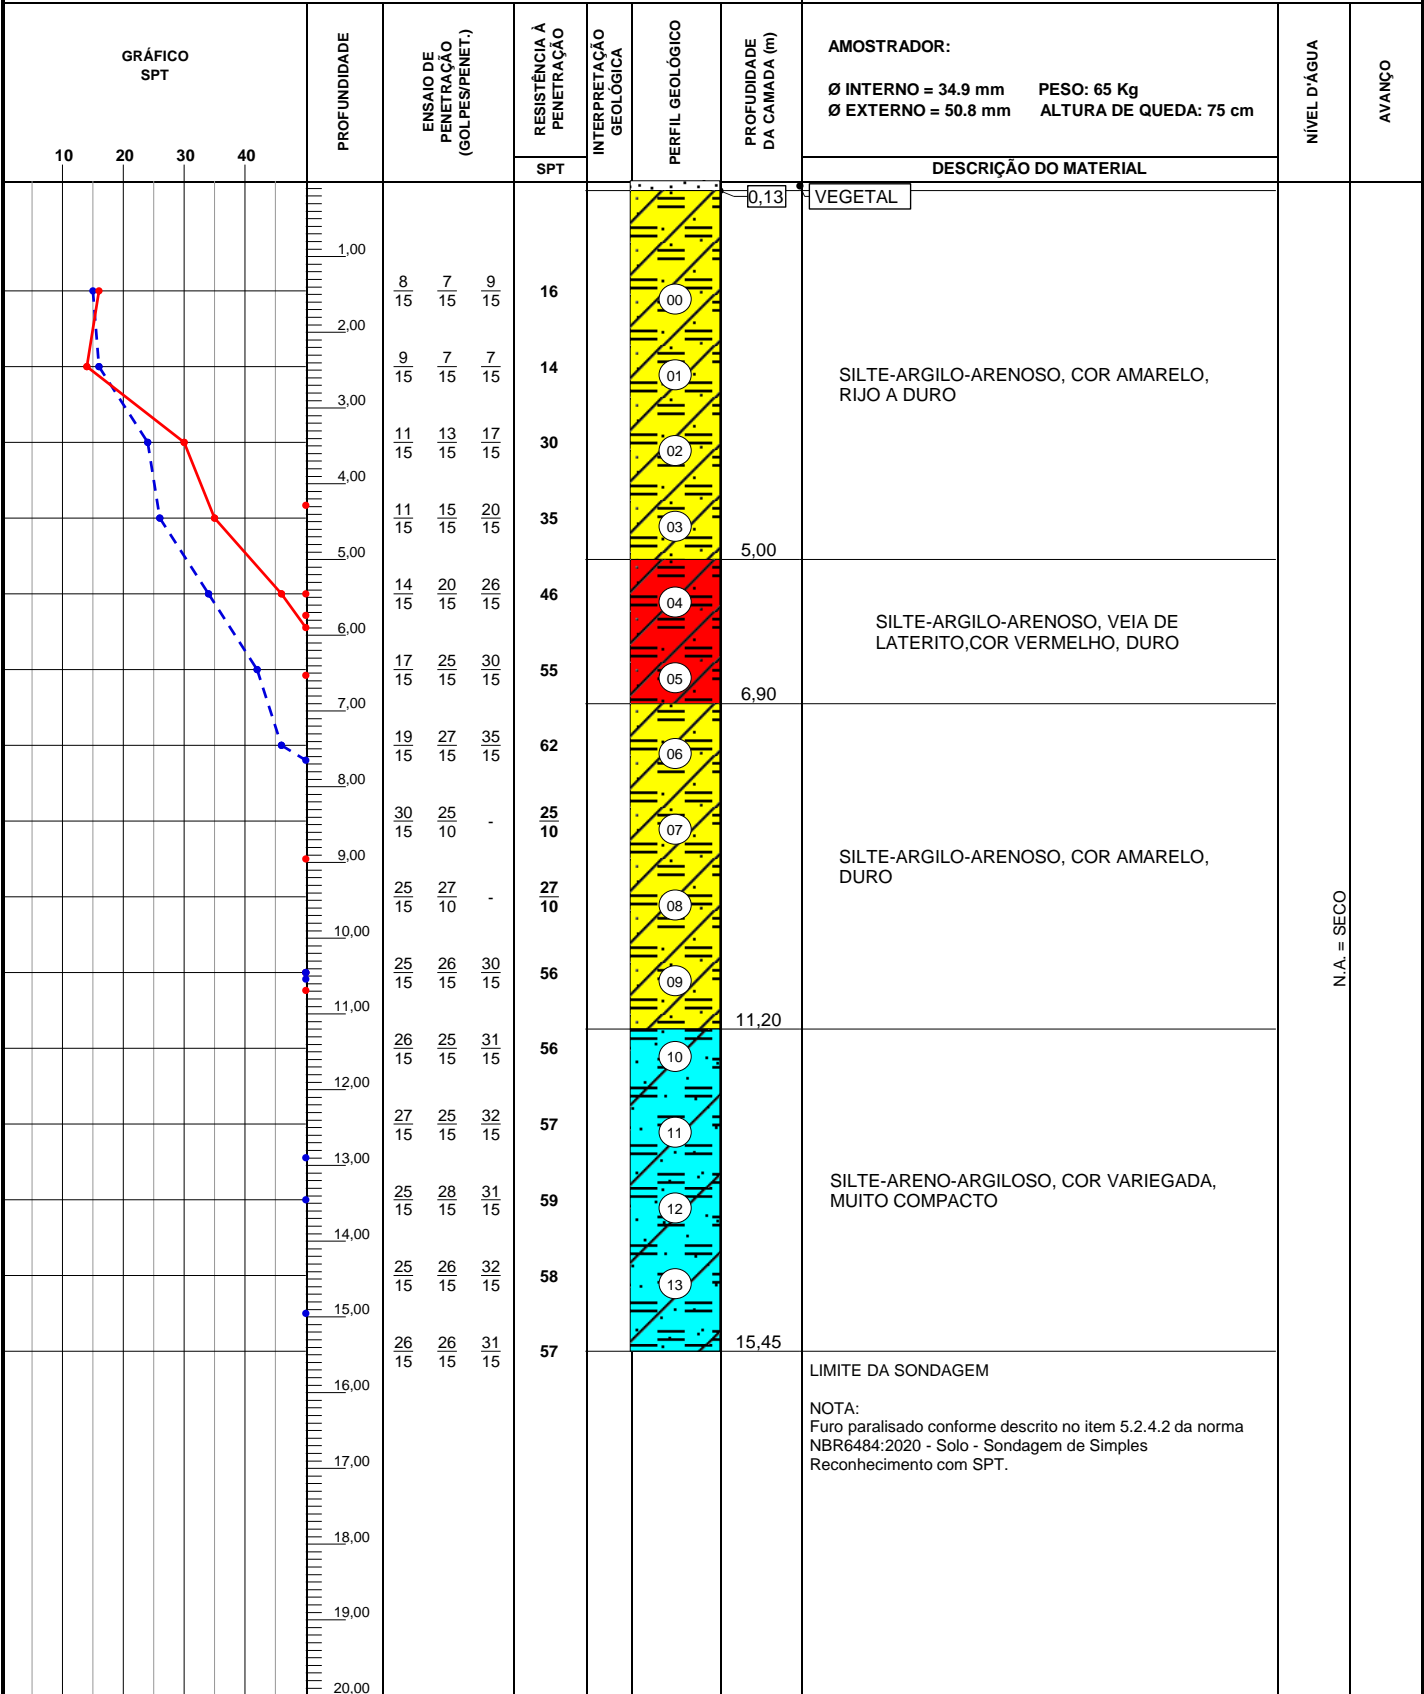 GRÁFICO
SPT
10 20 30 40
PROFUNDIDADE
ENSAIO DE
PENETRAÇÃO
(GOLPES/PENET.)
RESISTÊNCIA À
PENETRAÇÃO
SPT
INTERPRETAÇÃO
GEOLÓGICA
PERFIL GEOLÓGICO
PROFUDIDADE
DA CAMADA (m)
AMOSTRADOR:
Ø INTERNO = 34.9 mm PESO: 65 Kg
Ø EXTERNO = 50.8 mm ALTURA DE QUEDA: 75 cm
DESCRIÇÃO DO MATERIAL
NÍVEL D'ÁGUA
AVANÇO
0,13 VEGETAL
1,00
8/15 7/15 9/15 16 00
2,00
9/15 7/15 7/15 14 01
SILTE-ARGILO-ARENOSO, COR AMARELO,
RIJO A DURO
3,00
11/15 13/15 17/15 30 02
4,00
11/15 15/15 20/15 35 03
5,00 5,00
14/15 20/15 26/15 46 04
SILTE-ARGILO-ARENOSO, VEIA DE
LATERITO,COR VERMELHO, DURO
6,00
17/15 25/15 30/15 55 05
6,90
7,00
19/15 27/15 35/15 62 06
8,00
30/15 25/10 - 25/10 07
9,00
SILTE-ARGILO-ARENOSO, COR AMARELO,
DURO
25/15 27/10 - 27/10 08
10,00
N.A. = SECO
25/15 26/15 30/15 56 09
11,00
11,20
26/15 25/15 31/15 56 10
12,00
27/15 25/15 32/15 57 11
13,00
SILTE-ARENO-ARGILOSO, COR VARIEGADA,
MUITO COMPACTO
25/15 28/15 31/15 59 12
14,00
25/15 26/15 32/15 58 13
15,00
15,45
26/15 26/15 31/15 57
LIMITE DA SONDAGEM
16,00
NOTA:
Furo paralisado conforme descrito no item 5.2.4.2 da norma
NBR6484:2020 - Solo - Sondagem de Simples
Reconhecimento com SPT.
17,00
18,00
19,00
20,00